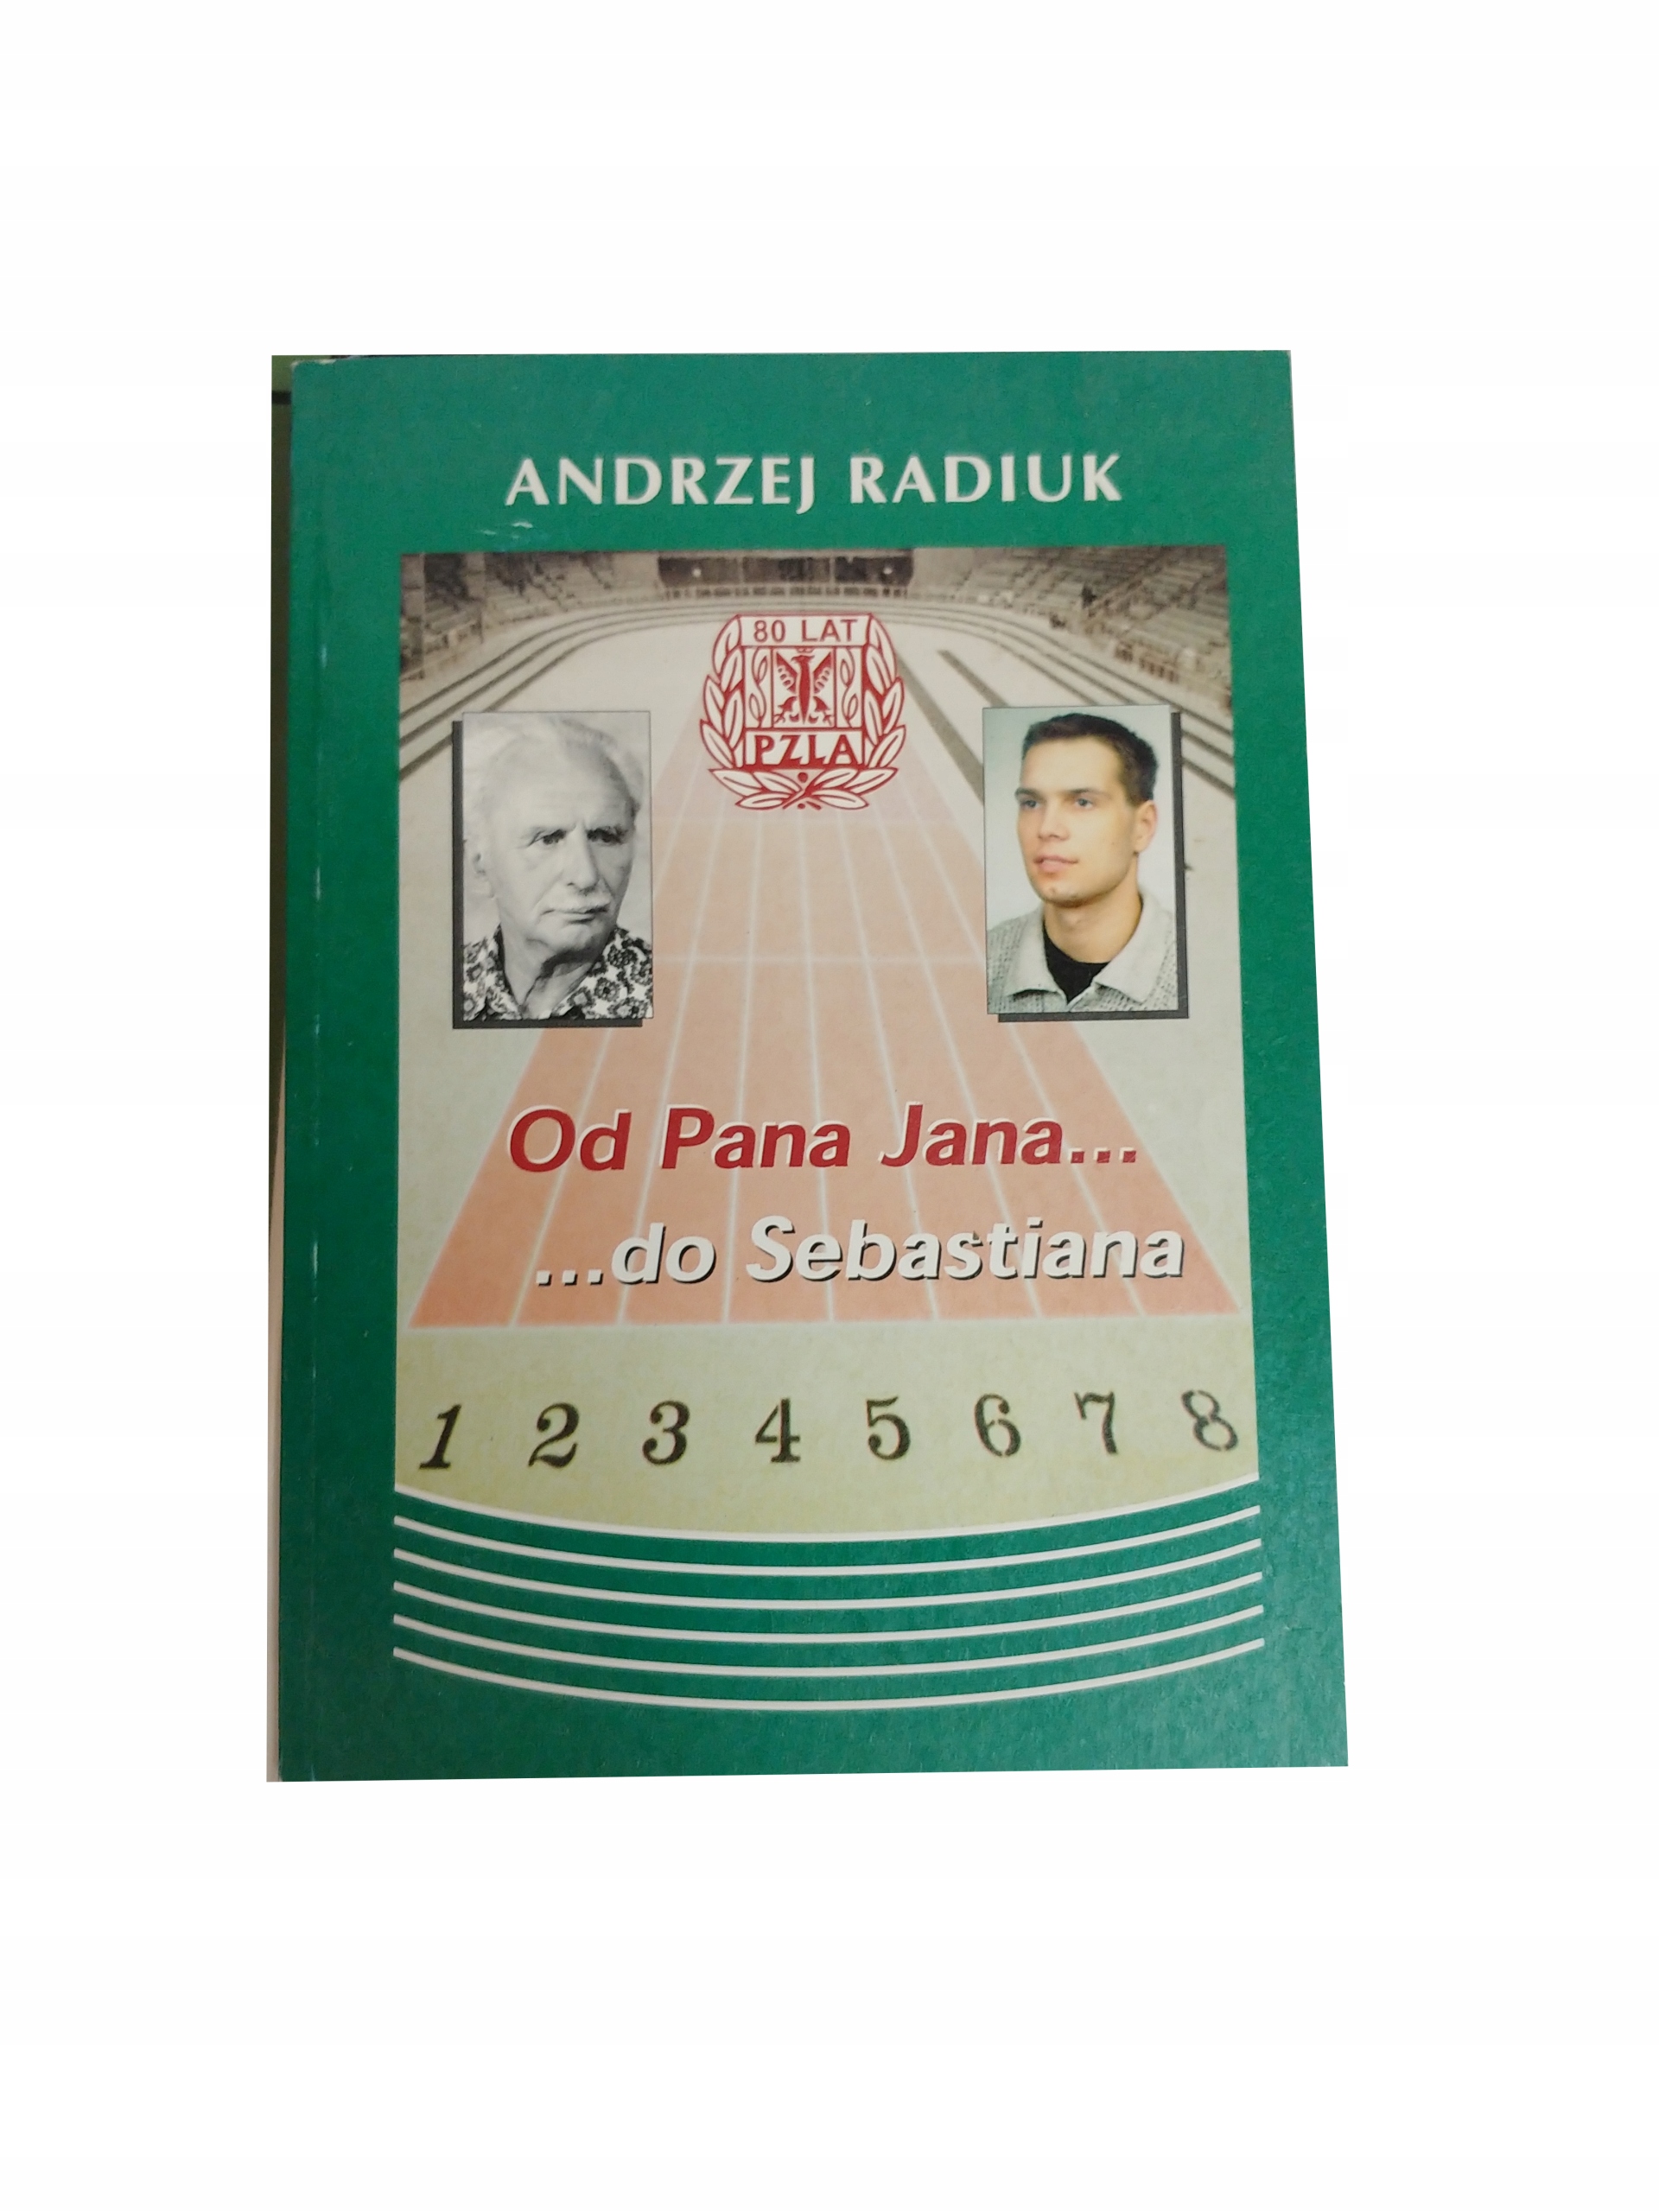 ANDRZEJ RADIUK
80 LAT
PZLA
Od Pana Jana...
...do Sebastiana
1 2 3 4 5 6 7 8